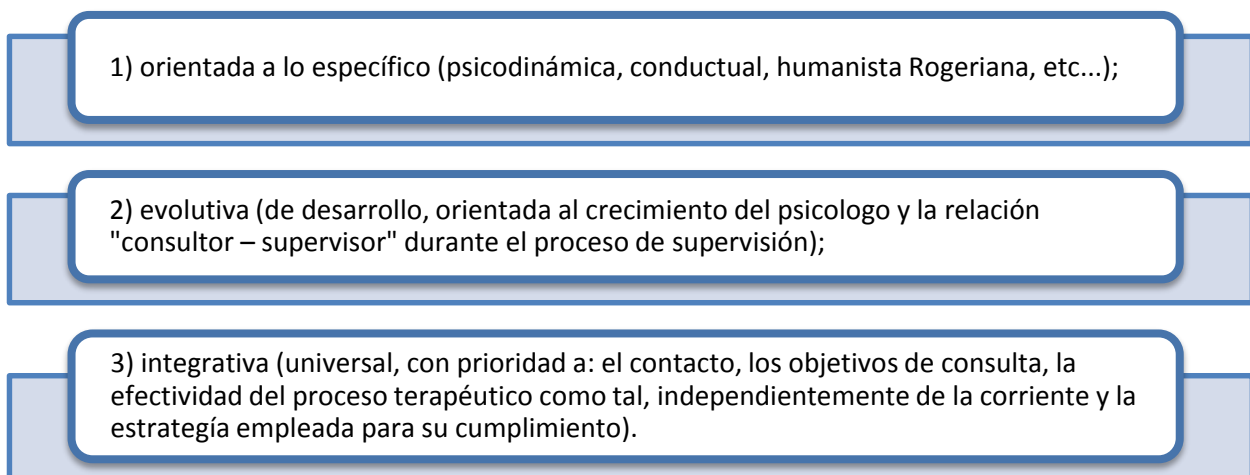 1) orientada a lo específico (psicodinámica, conductual, humanista Rogeriana, etc...);
2) evolutiva (de desarrollo, orientada al crecimiento del psicologo y la relación
"consultor – supervisor" durante el proceso de supervisión);
3) integrativa (universal, con prioridad a: el contacto, los objetivos de consulta, la
efectividad del proceso terapéutico como tal, independientemente de la corriente y la
estrategía empleada para su cumplimiento).